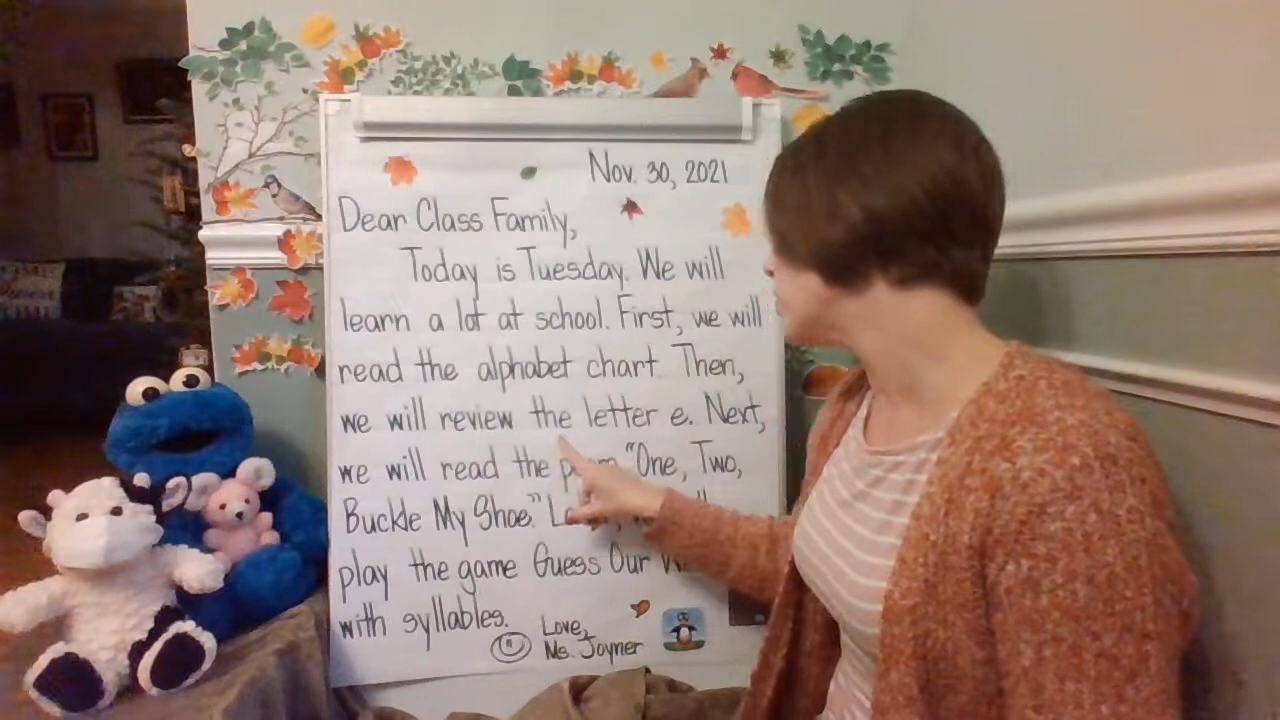 Nov. 30, 2021
Dear Class Family,
Today is Tuesday. We will
learn a lot at school. First, we will
read the alphabet chart. Then,
we will review the letter e. Next,
we will read the poem "One, Two,
Buckle My Shoe."
play the game Guess Our
with syllables.
Love,
Ms. Joyner